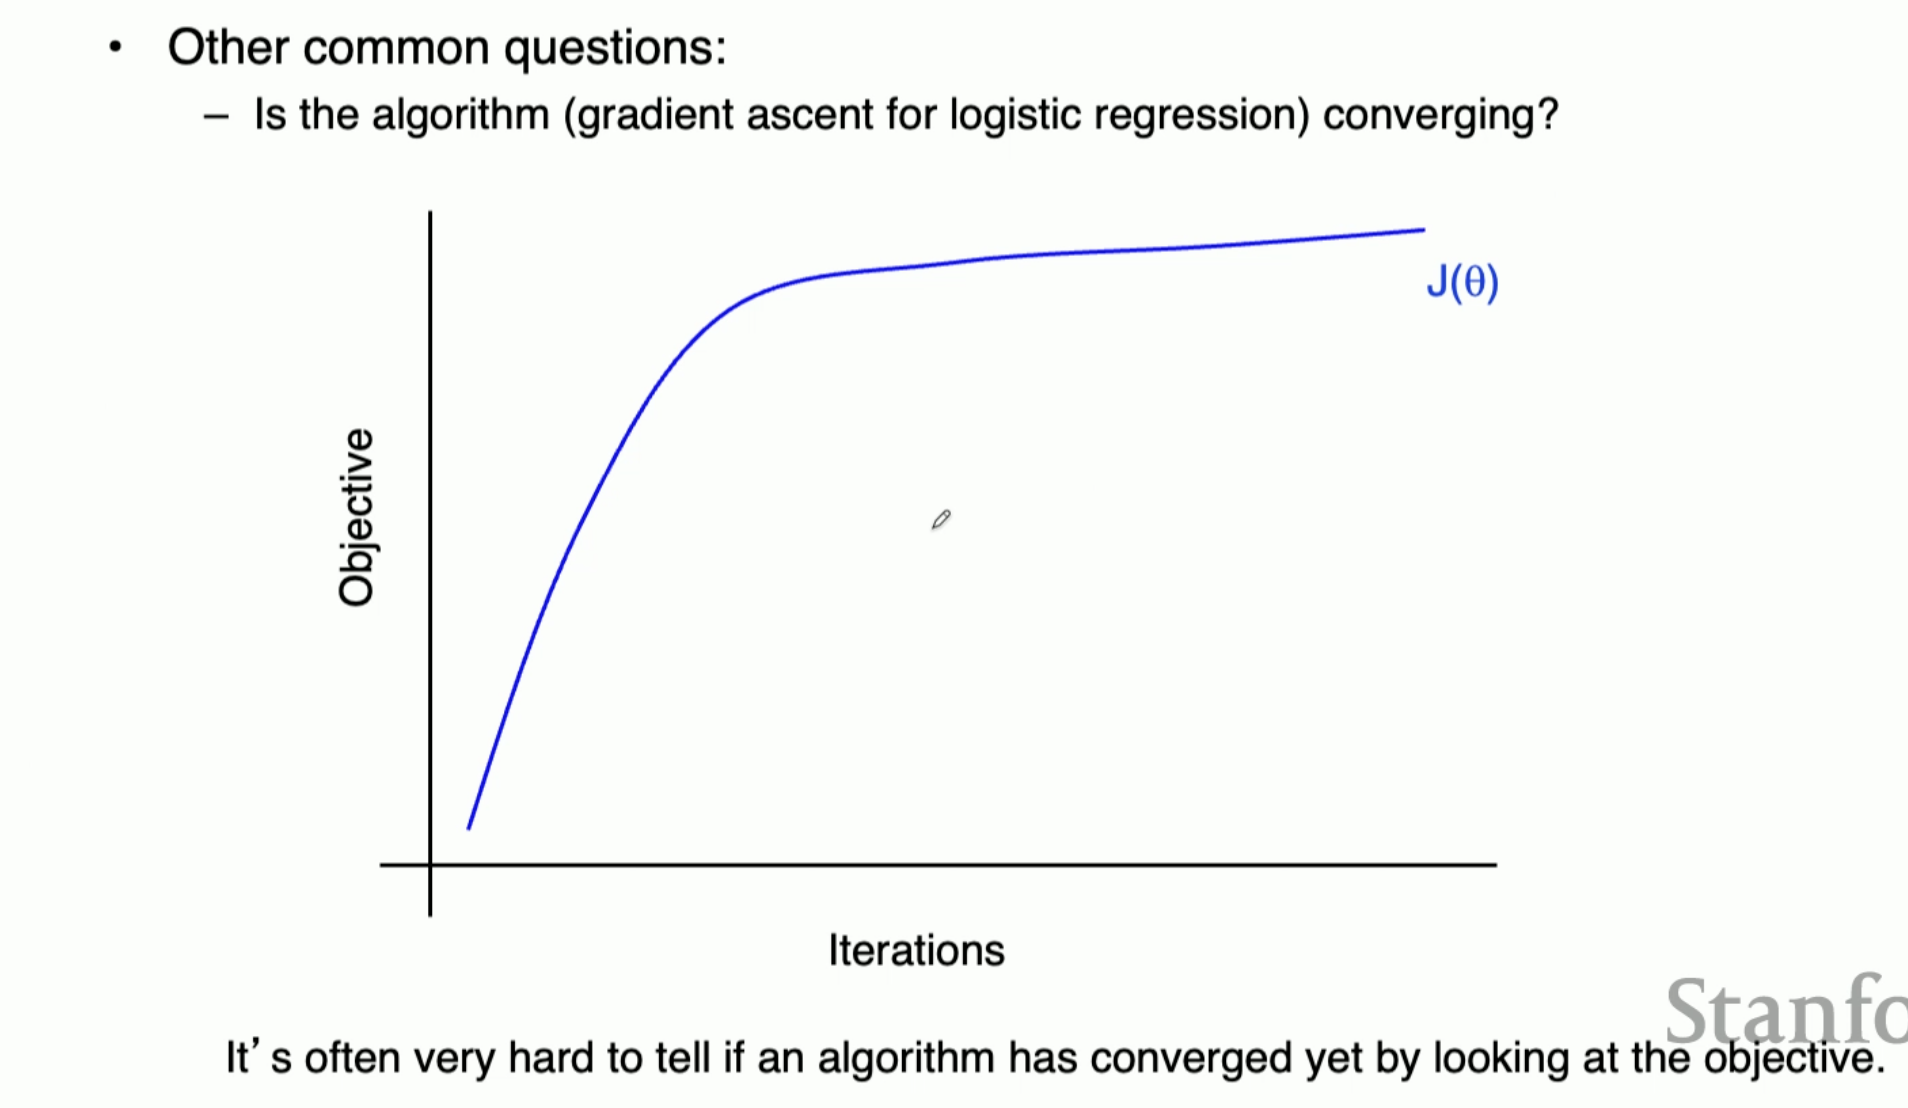 • Other common questions:
– Is the algorithm (gradient ascent for logistic regression) converging?
J(θ)
Objective
Iterations
Stanfo
It's often very hard to tell if an algorithm has converged yet by looking at the objective.